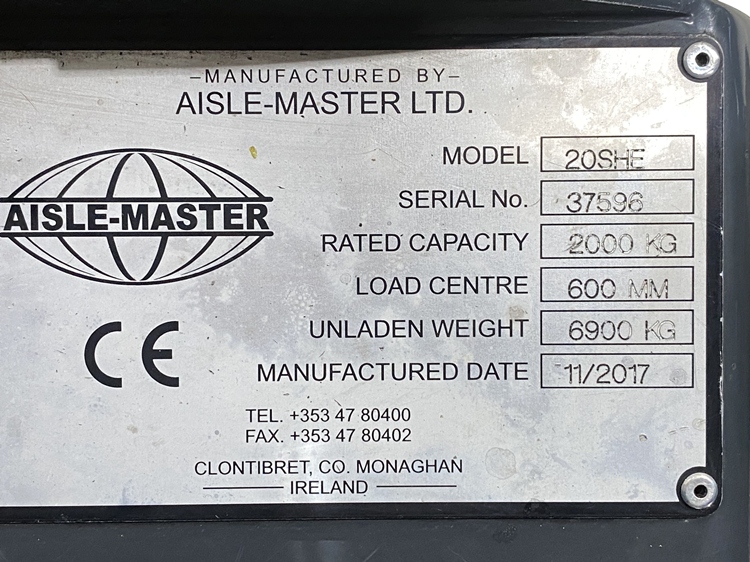 –MANUFACTURED BY–
AISLE-MASTER LTD.
AISLE-MASTER
MODEL 20SHE
SERIAL No. 37596
RATED CAPACITY 2000 KG
LOAD CENTRE 600 MM
UNLADEN WEIGHT 6900 KG
MANUFACTURED DATE 11/2017
CE
TEL. +353 47 80400
FAX. +353 47 80402
CLONTIBRET, CO. MONAGHAN
IRELAND